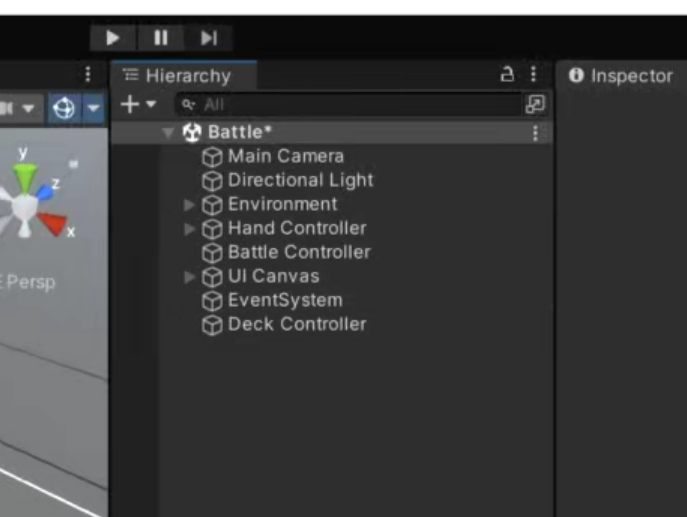 Hierarchy
Inspector
All
Battle*
y
z
x
Main Camera
Directional Light
Environment
Hand Controller
Battle Controller
UI Canvas
EventSystem
Deck Controller
Persp